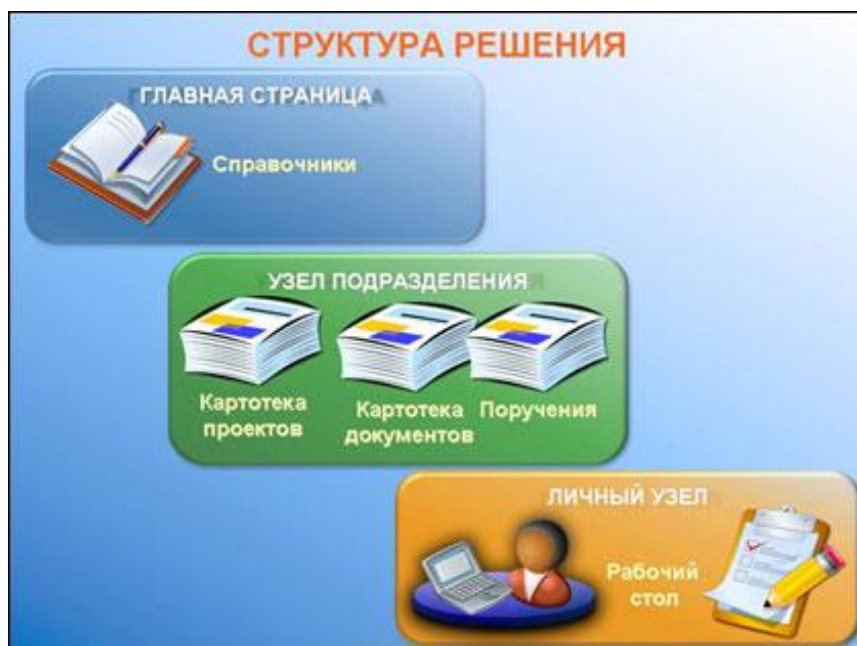 СТРУКТУРА РЕШЕНИЯ
ГЛАВНАЯ СТРАНИЦА
Справочники
УЗЕЛ ПОДРАЗДЕЛЕНИЯ
Картотека
проектов
Картотека
документов
Поручения
ЛИЧНЫЙ УЗЕЛ
Рабочий
стол